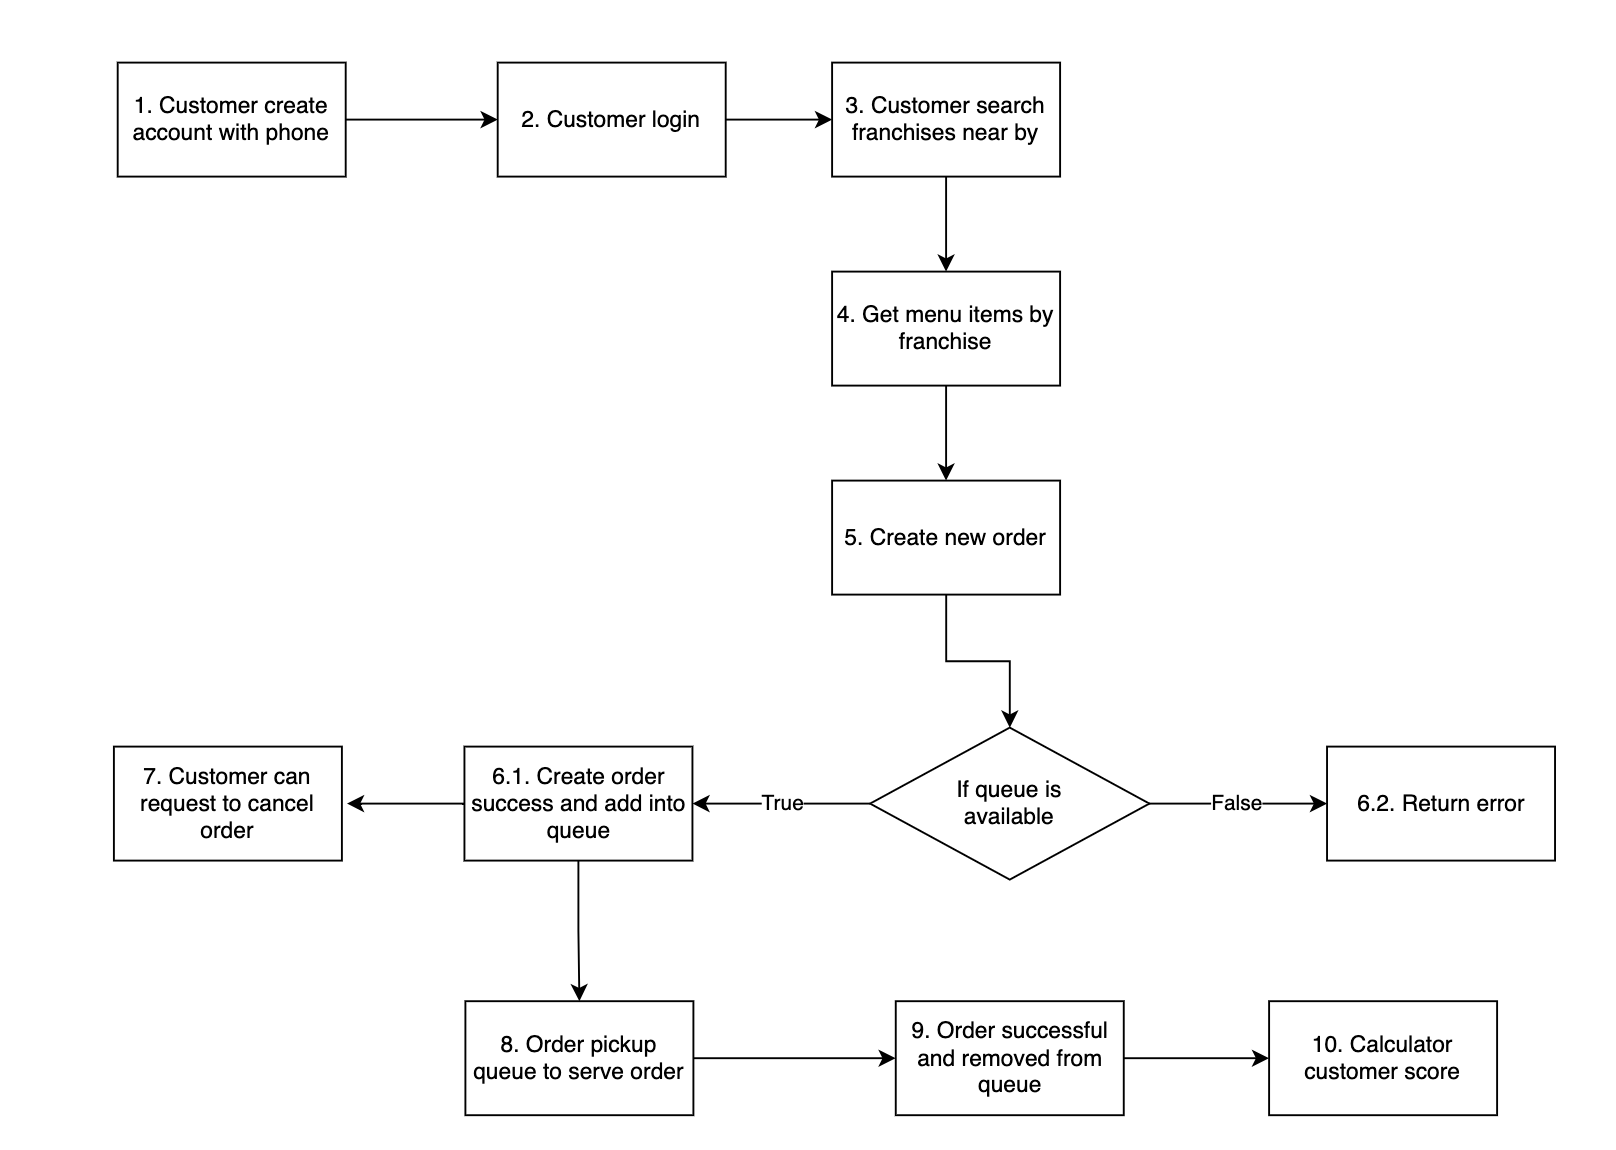 1. Customer create
account with phone
2. Customer login
3. Customer search
franchises near by
4. Get menu items by
franchise
5. Create new order
If queue is
available
True
False
6.1. Create order
success and add into
queue
6.2. Return error
7. Customer can
request to cancel
order
8. Order pickup
queue to serve order
9. Order successful
and removed from
queue
10. Calculator
customer score